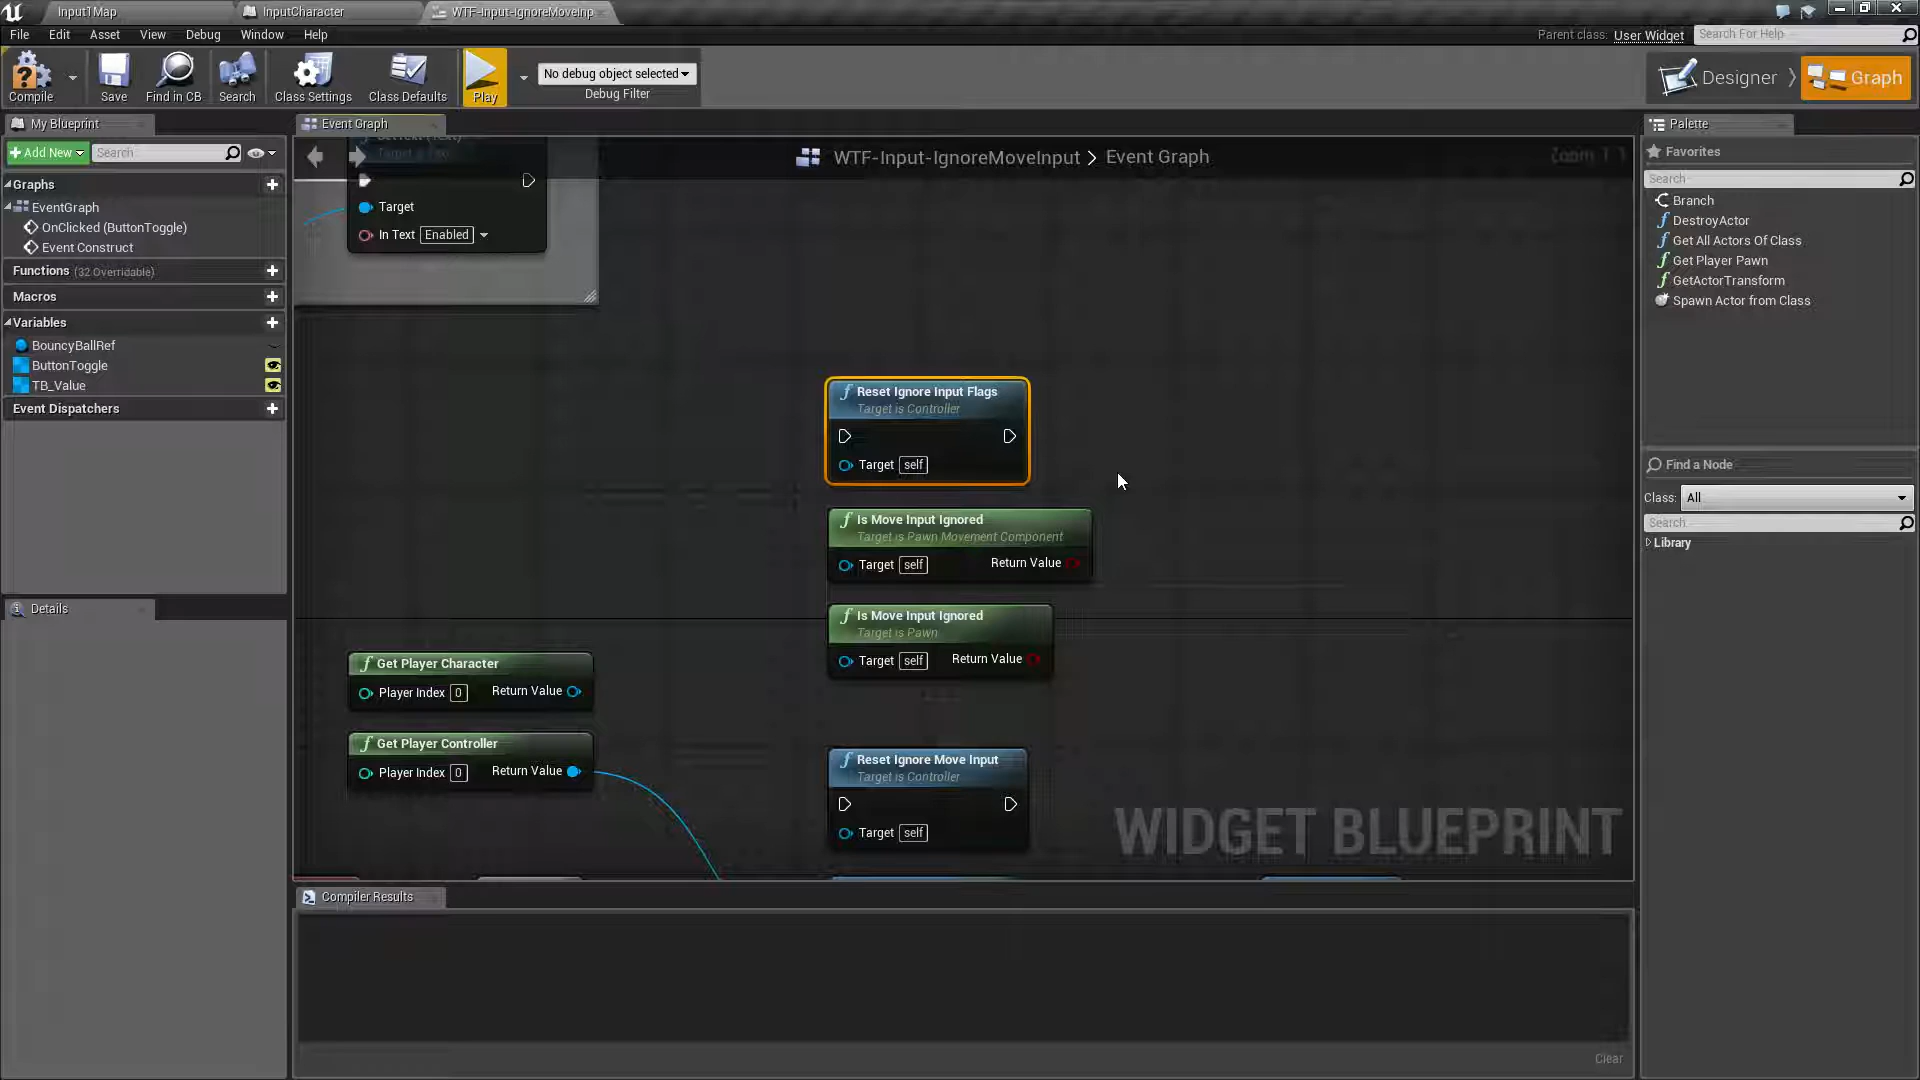 Input1Map
InputCharacter
WTF-Input-IgnoreMoveInp
File
Edit
Asset
View
Debug
Window
Help
Parent class:
User Widget
Search For Help
Compile
Save
Find in CB
Search
Class Settings
Class Defaults
Play
No debug object selected
Debug Filter
Designer
Graph
My Blueprint
Add New
Search
Graphs
EventGraph
OnClicked (ButtonToggle)
Event Construct
Functions (32 Overridable)
Macros
Variables
BouncyBallRef
ButtonToggle
TB_Value
Event Dispatchers
Details
Event Graph
WTF-Input-IgnoreMoveInput > Event Graph
Zoom 1:1
Target
In Text Enabled
Reset Ignore Input Flags
Target is Controller
Target self
Is Move Input Ignored
Target is Pawn Movement Component
Target self
Return Value
Is Move Input Ignored
Target is Pawn
Target self
Return Value
Get Player Character
Player Index 0
Return Value
Get Player Controller
Player Index 0
Return Value
Reset Ignore Move Input
Target is Controller
Target self
WIDGET BLUEPRINT
Compiler Results
Clear
Palette
Favorites
Search
Branch
DestroyActor
Get All Actors Of Class
Get Player Pawn
GetActorTransform
Spawn Actor from Class
Find a Node
Class: All
Search
Library